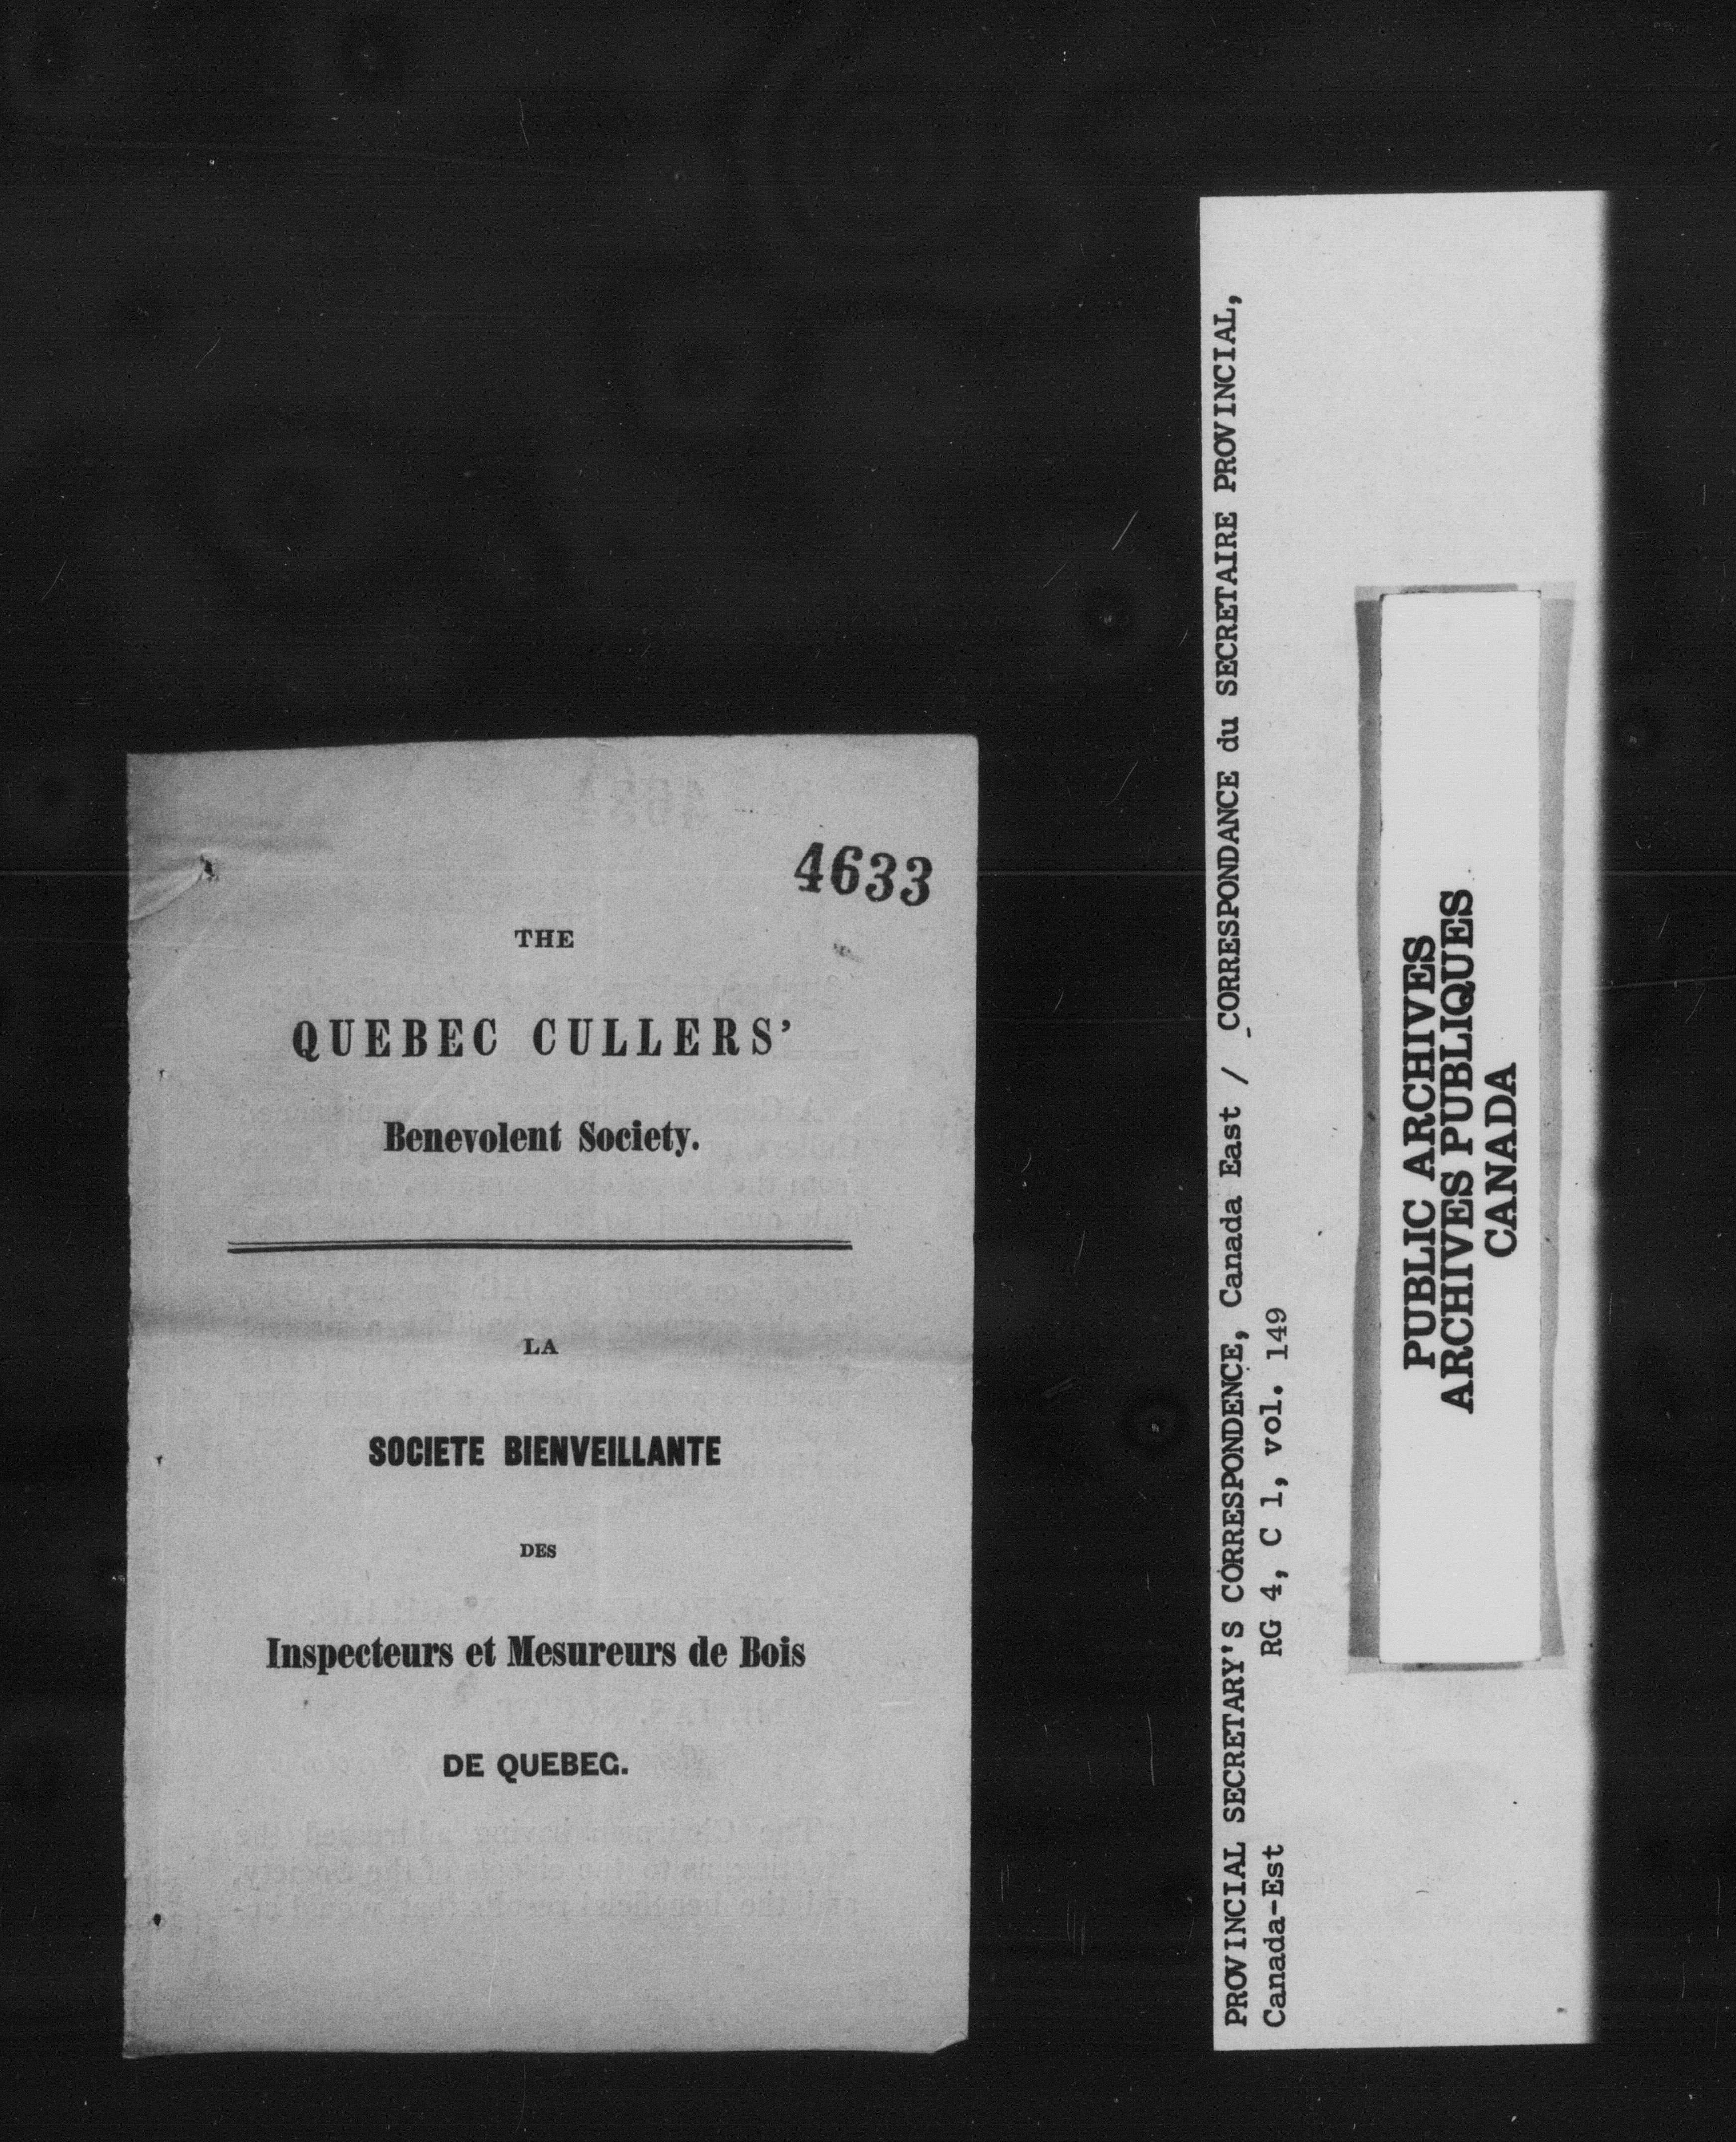 4633
THE
QUEBEC CULLERS'
Benevolent Society.
LA
SOCIETE BIENVEILLANTE
DES
Inspecteurs et Mesureurs de Bois
DE QUEBEC.
PROVINCIAL SECRETARY'S CORRESPONDENCE, Canada East / CORRESPONDANCE du SECRETAIRE PROVINCIAL,
Canada-Est RG 4, C 1, vol. 149
PUBLIC ARCHIVES
ARCHIVES PUBLIQUES
CANADA